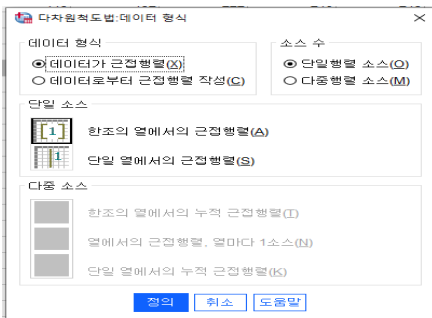 다차원척도법:데이터 형식
데이터 형식
데이터가 근접행렬(X)
데이터로부터 근접행렬 작성(C)
소스 수
단일행렬 소스(O)
다중행렬 소스(M)
단일 소스
[1] 한조의 열에서의 근접행렬(A)
1 단일 열에서의 근접행렬(S)
다중 소스
한조의 열에서의 누적 근접행렬(T)
열에서의 근접행렬, 열마다 1소스(N)
단일 열에서의 누적 근접행렬(K)
정의 취소 도움말